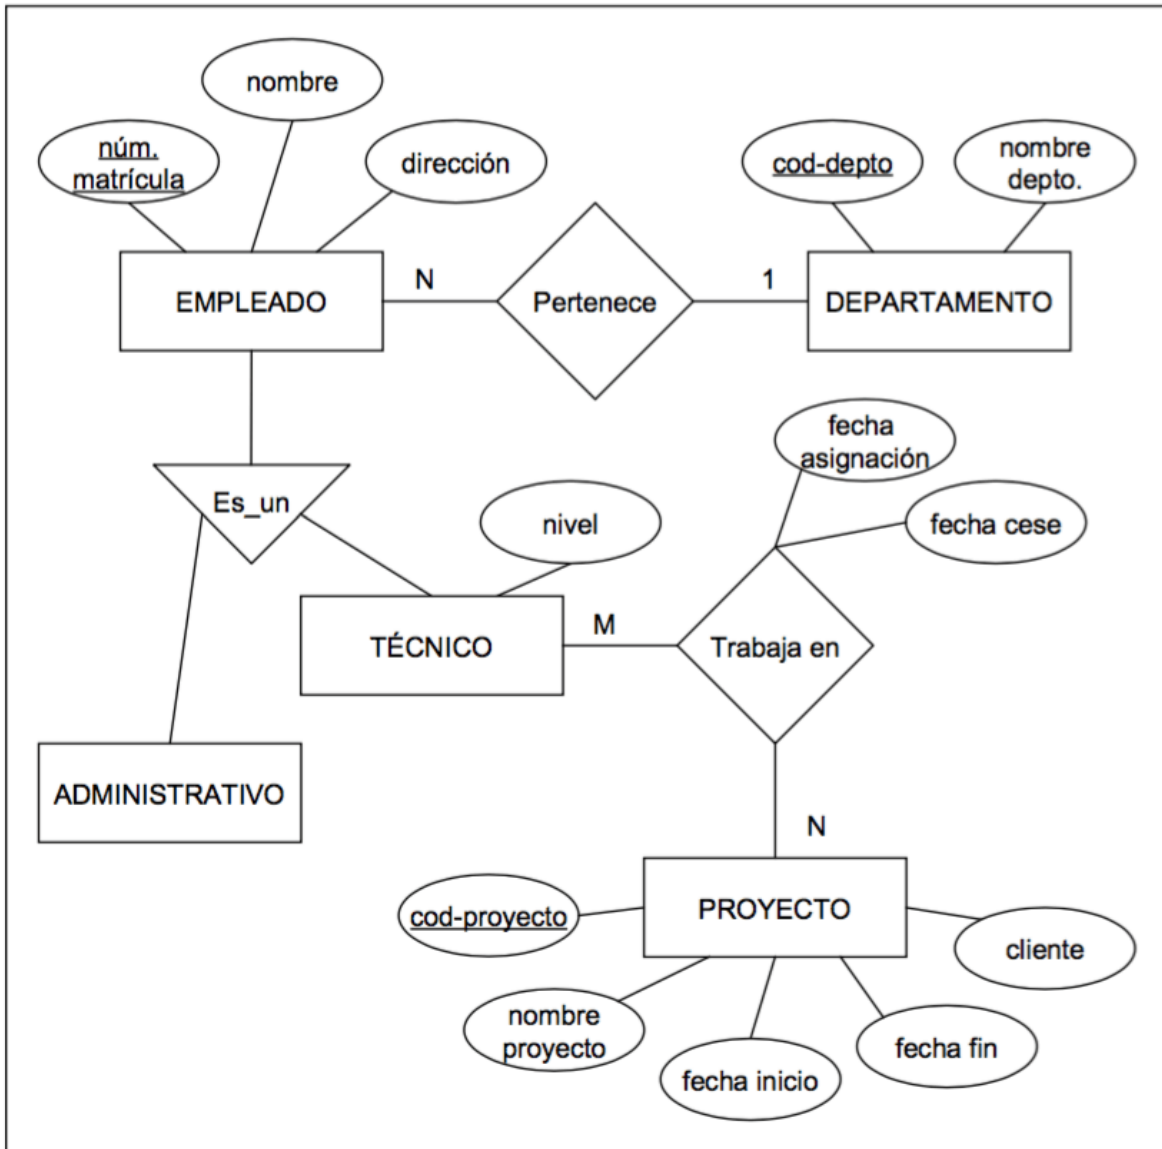 nombre
núm.
matrícula
dirección
cod-depto
nombre
depto.
EMPLEADO
N
Pertenece
1
DEPARTAMENTO
fecha
asignación
Es_un
nivel
fecha cese
TÉCNICO
M
Trabaja en
ADMINISTRATIVO
N
cod-proyecto
PROYECTO
cliente
nombre
proyecto
fecha inicio
fecha fin